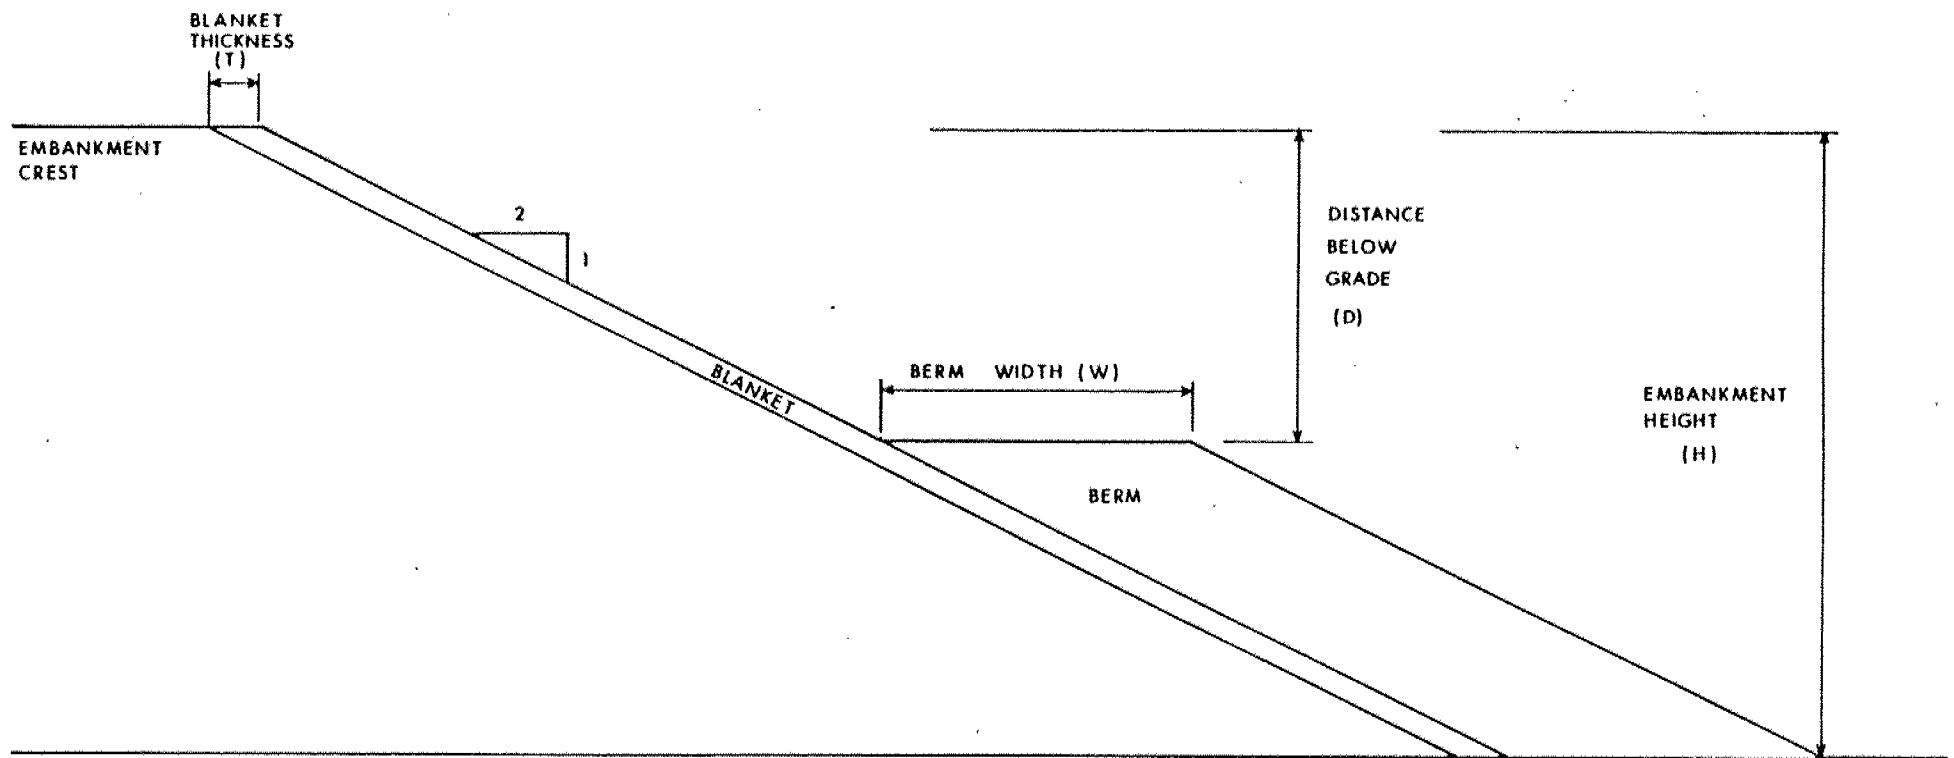 BLANKET
THICKNESS
(T)
EMBANKMENT
CREST
2
1
DISTANCE
BELOW
GRADE
(D)
BERM WIDTH (W)
BLANKET
EMBANKMENT
HEIGHT
(H)
BERM